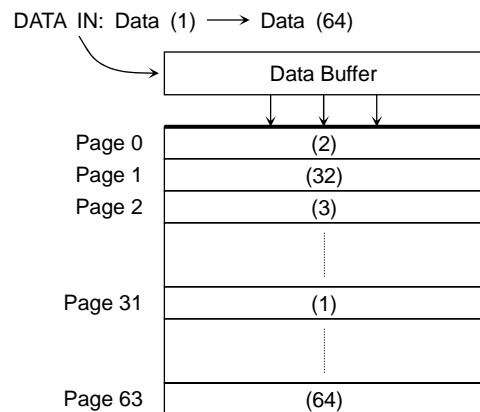 DATA IN: Data (1) → Data (64)
Data Buffer
Page 0 (2)
Page 1 (32)
Page 2 (3)
Page 31 (1)
Page 63 (64)